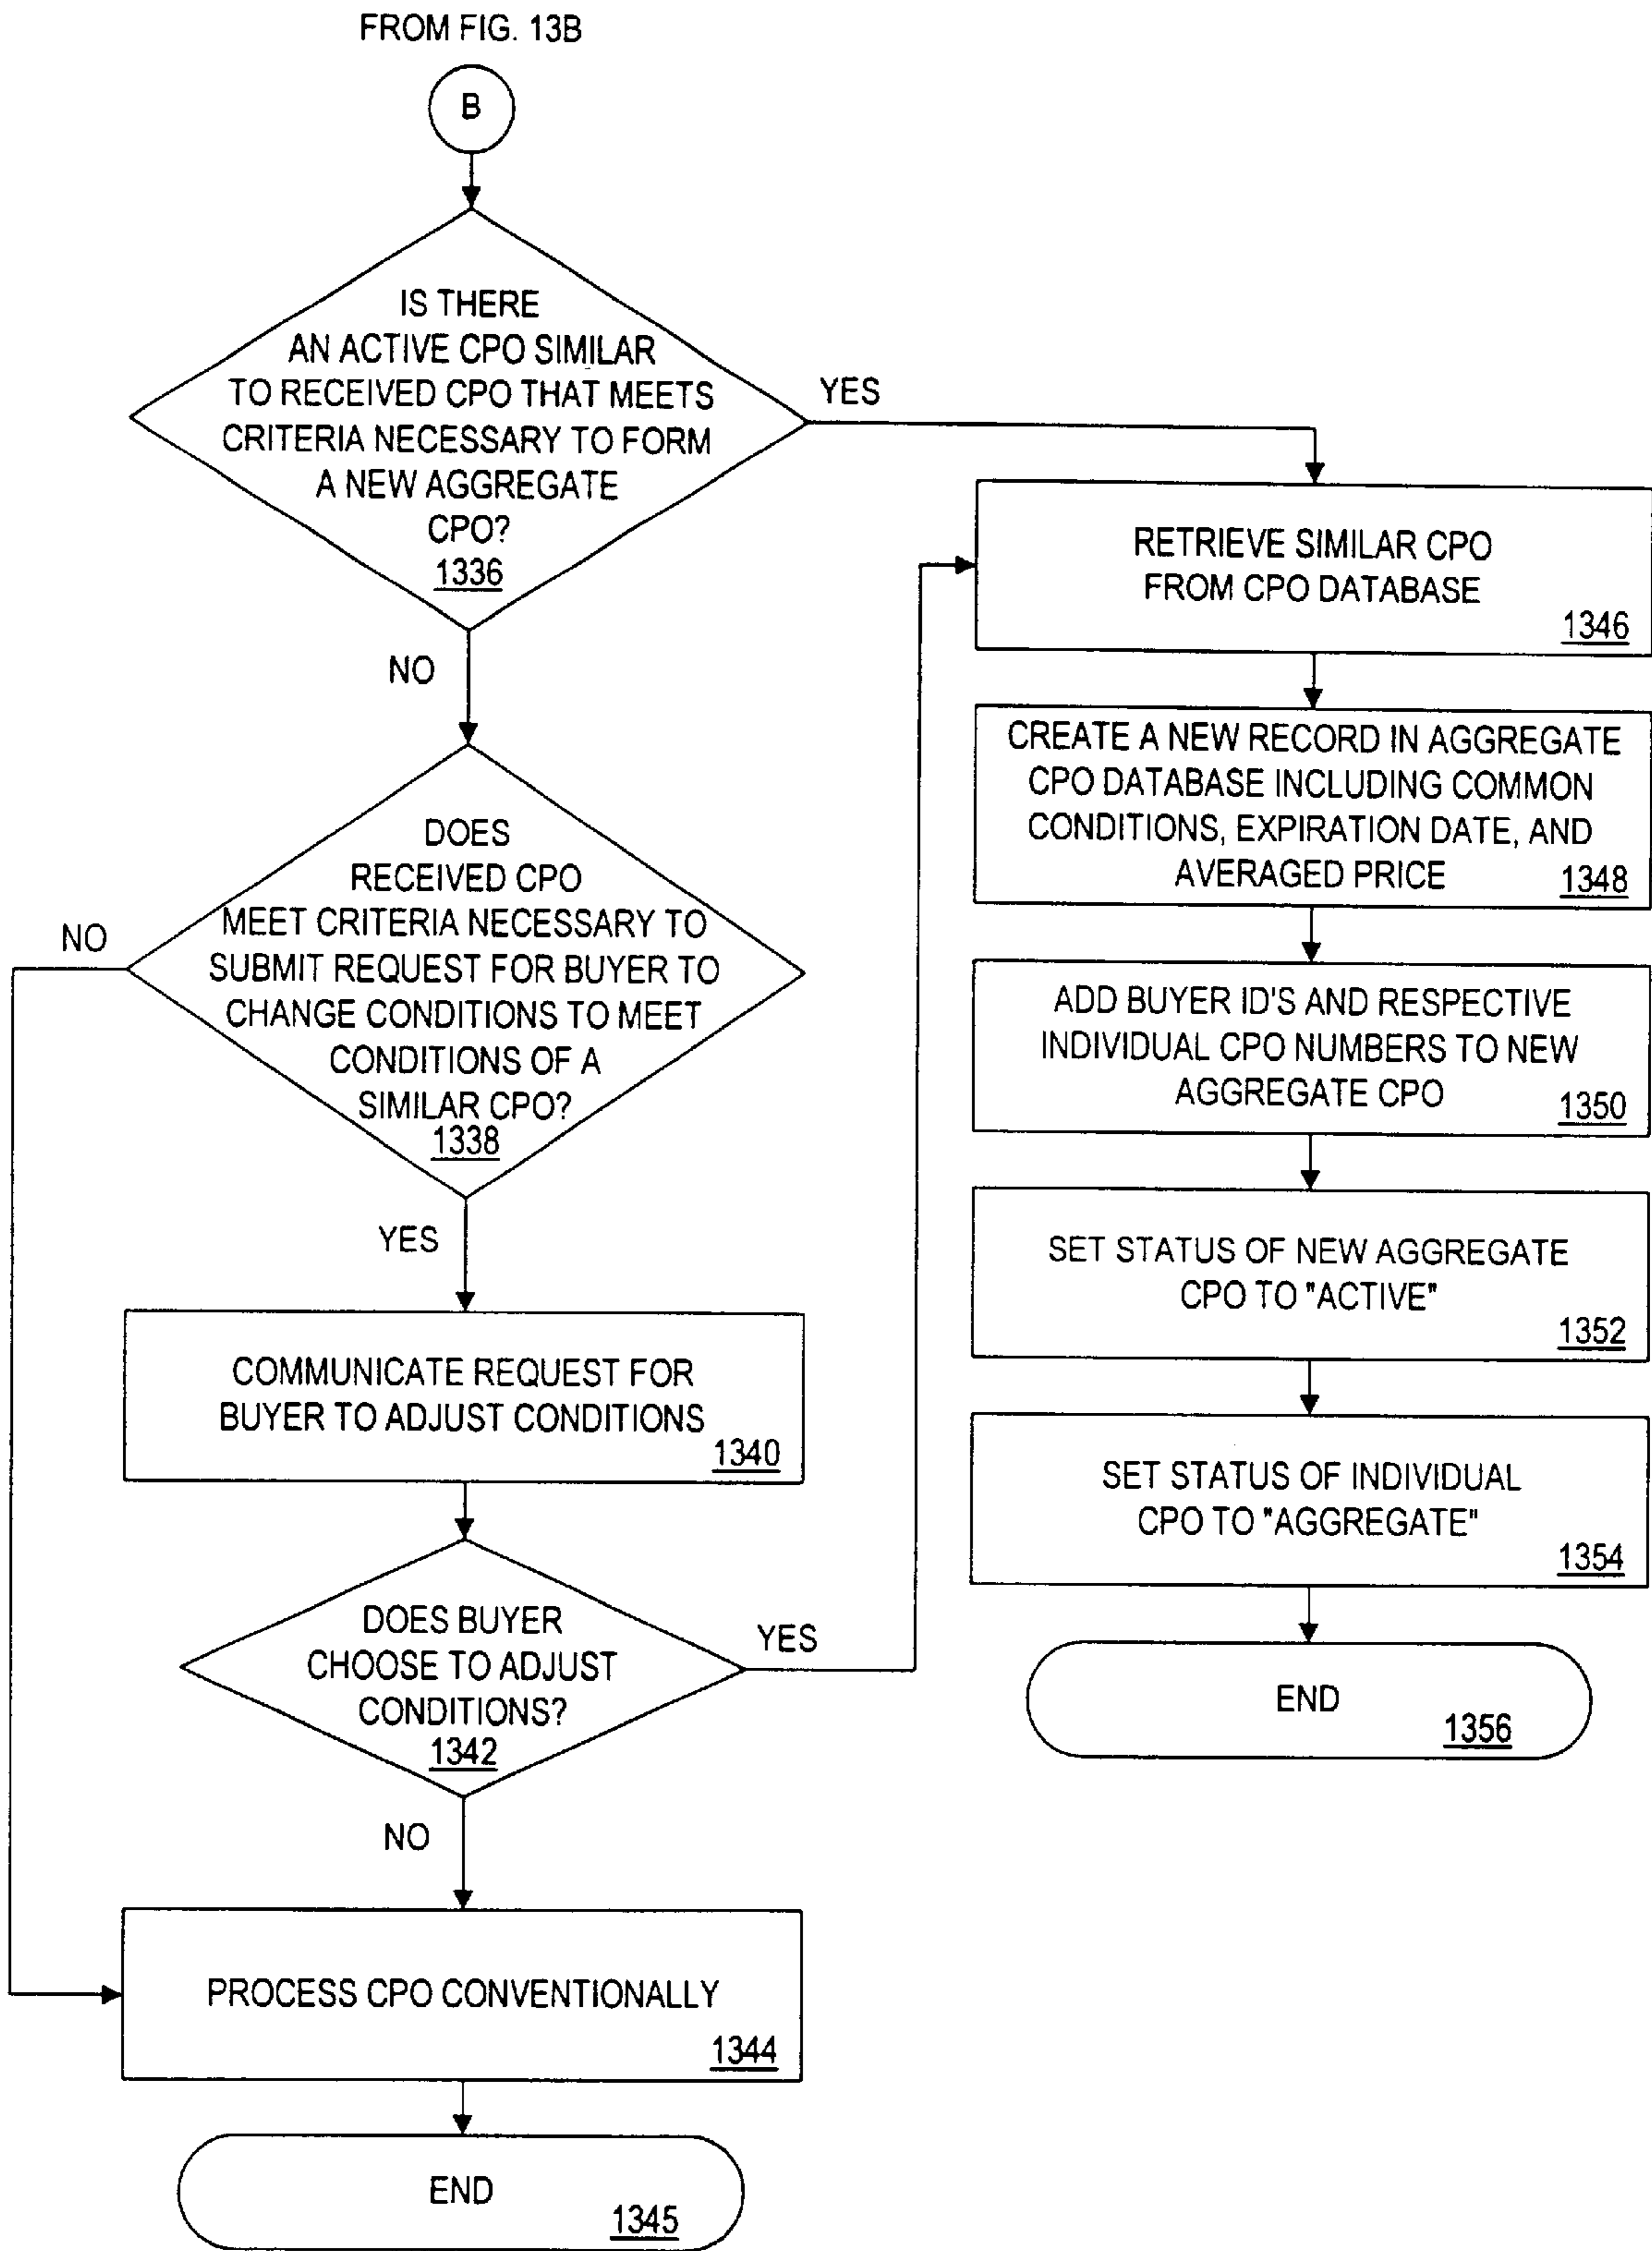 FROM FIG. 13B
B
IS THERE
AN ACTIVE CPO SIMILAR
TO RECEIVED CPO THAT MEETS
CRITERIA NECESSARY TO FORM
A NEW AGGREGATE
CPO?
1336
YES
NO
DOES
RECEIVED CPO
MEET CRITERIA NECESSARY TO
SUBMIT REQUEST FOR BUYER TO
CHANGE CONDITIONS TO MEET
CONDITIONS OF A
SIMILAR CPO?
1338
NO
YES
COMMUNICATE REQUEST FOR
BUYER TO ADJUST CONDITIONS
1340
DOES BUYER
CHOOSE TO ADJUST
CONDITIONS?
1342
YES
NO
PROCESS CPO CONVENTIONALLY
1344
END
1345
RETRIEVE SIMILAR CPO
FROM CPO DATABASE
1346
CREATE A NEW RECORD IN AGGREGATE
CPO DATABASE INCLUDING COMMON
CONDITIONS, EXPIRATION DATE, AND
AVERAGED PRICE
1348
ADD BUYER ID'S AND RESPECTIVE
INDIVIDUAL CPO NUMBERS TO NEW
AGGREGATE CPO
1350
SET STATUS OF NEW AGGREGATE
CPO TO "ACTIVE"
1352
SET STATUS OF INDIVIDUAL
CPO TO "AGGREGATE"
1354
END
1356